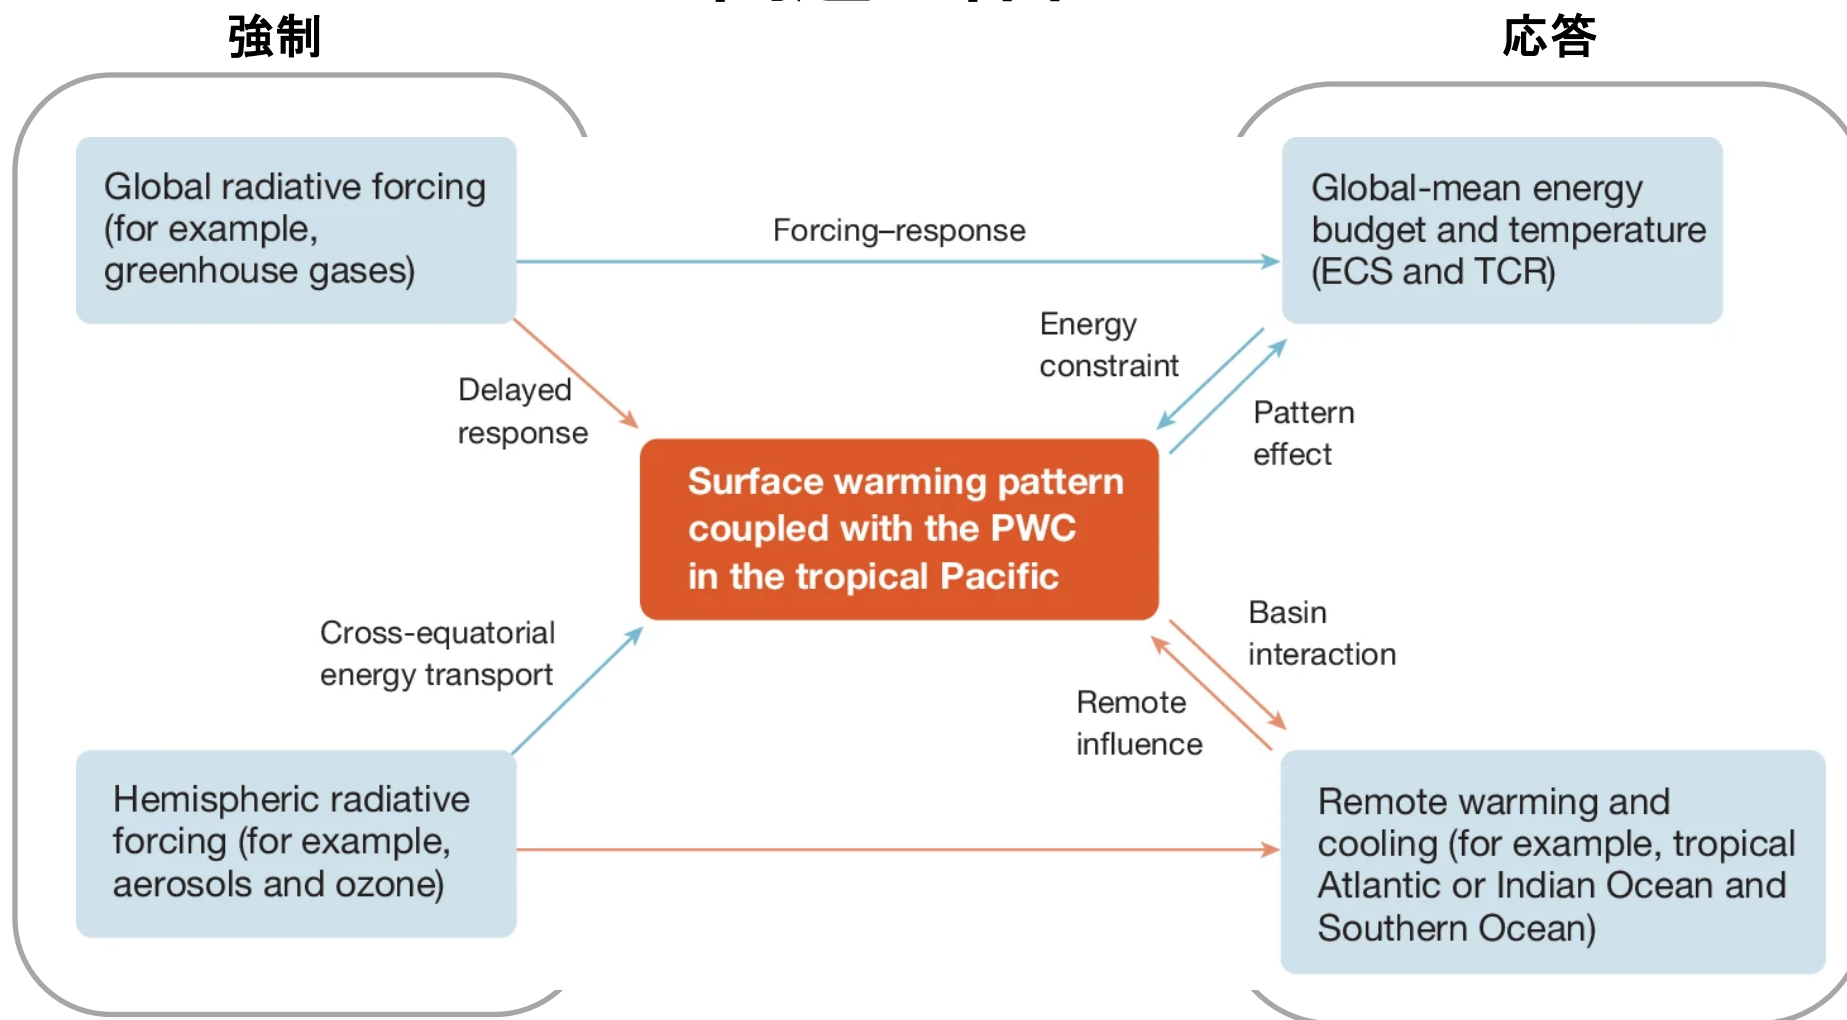 強制
応答
Global radiative forcing
(for example,
greenhouse gases)
Forcing–response
Global-mean energy
budget and temperature
(ECS and TCR)
Energy
constraint
Delayed
response
Pattern
effect
Surface warming pattern
coupled with the PWC
in the tropical Pacific
Cross-equatorial
energy transport
Basin
interaction
Remote
influence
Hemispheric radiative
forcing (for example,
aerosols and ozone)
Remote warming and
cooling (for example, tropical
Atlantic or Indian Ocean and
Southern Ocean)